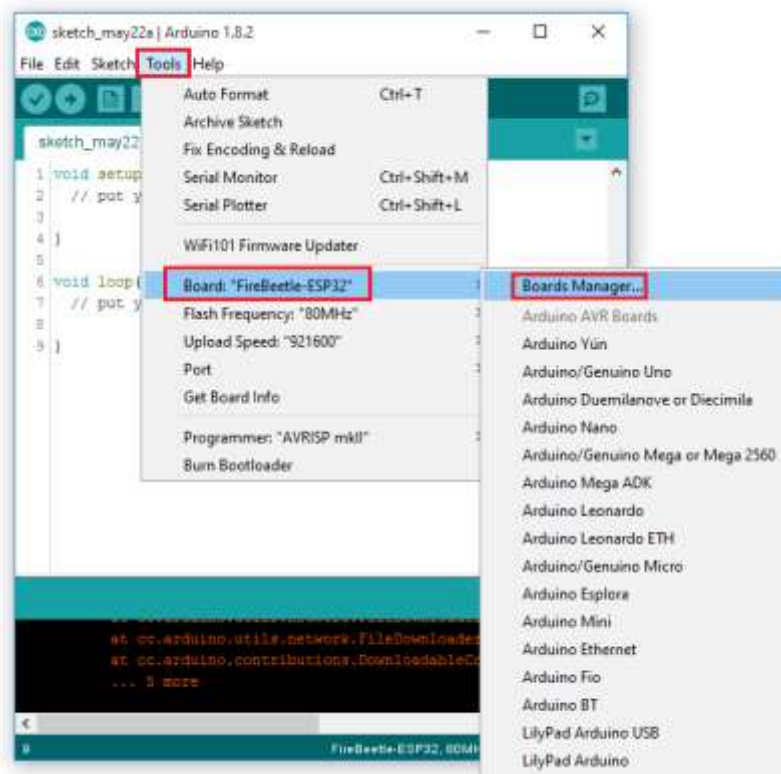 sketch_may22a | Arduino 1.8.2
File Edit Sketch Tools Help
sketch_may22
Auto Format Ctrl+T
Archive Sketch
Fix Encoding & Reload
Serial Monitor Ctrl+Shift+M
Serial Plotter Ctrl+Shift+L
WiFi101 Firmware Updater
Board: "FireBeetle-ESP32"
Flash Frequency: "80MHz"
Upload Speed: "921600"
Port
Get Board Info
Programmer: "AVRISP mkII"
Burn Bootloader
1 void setup
2 // put y
3
4 }
5
6 void loop(
7 // put y
8
9 }
Boards Manager...
Arduino AVR Boards
Arduino Yún
Arduino/Genuino Uno
Arduino Duemilanove or Diecimila
Arduino Nano
Arduino/Genuino Mega or Mega 2560
Arduino Mega ADK
Arduino Leonardo
Arduino Leonardo ETH
Arduino/Genuino Micro
Arduino Esplora
Arduino Mini
Arduino Ethernet
Arduino Fio
Arduino BT
LilyPad Arduino USB
LilyPad Arduino
at cc.arduino.utils.network.FileDownloader
at cc.arduino.contributions.DownloadableCo
... 5 more
9 FireBeetle-ESP32, 80MH